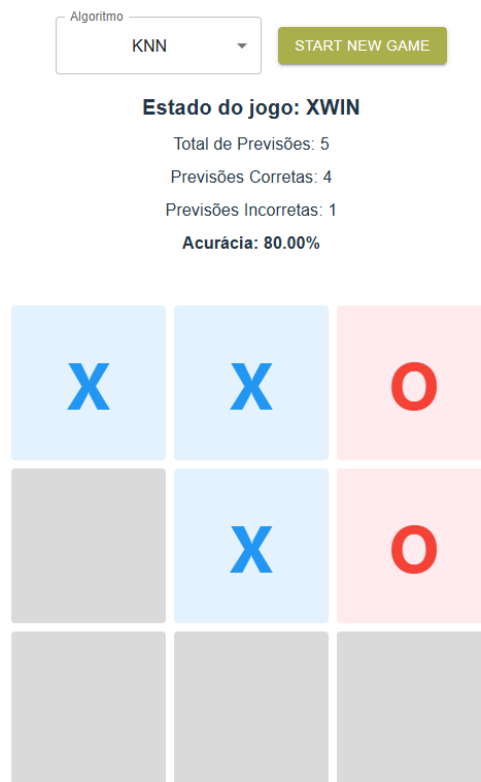 Algoritmo
KNN
START NEW GAME
Estado do jogo: XWIN
Total de Previsões: 5
Previsões Corretas: 4
Previsões Incorretas: 1
Acurácia: 80.00%
X X O
X O